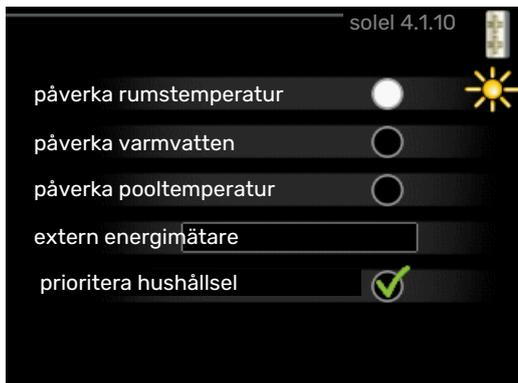 solel 4.1.10
påverka rumstemperatur
påverka varmvatten
påverka pooltemperatur
extern energimätare
prioritera hushållsel